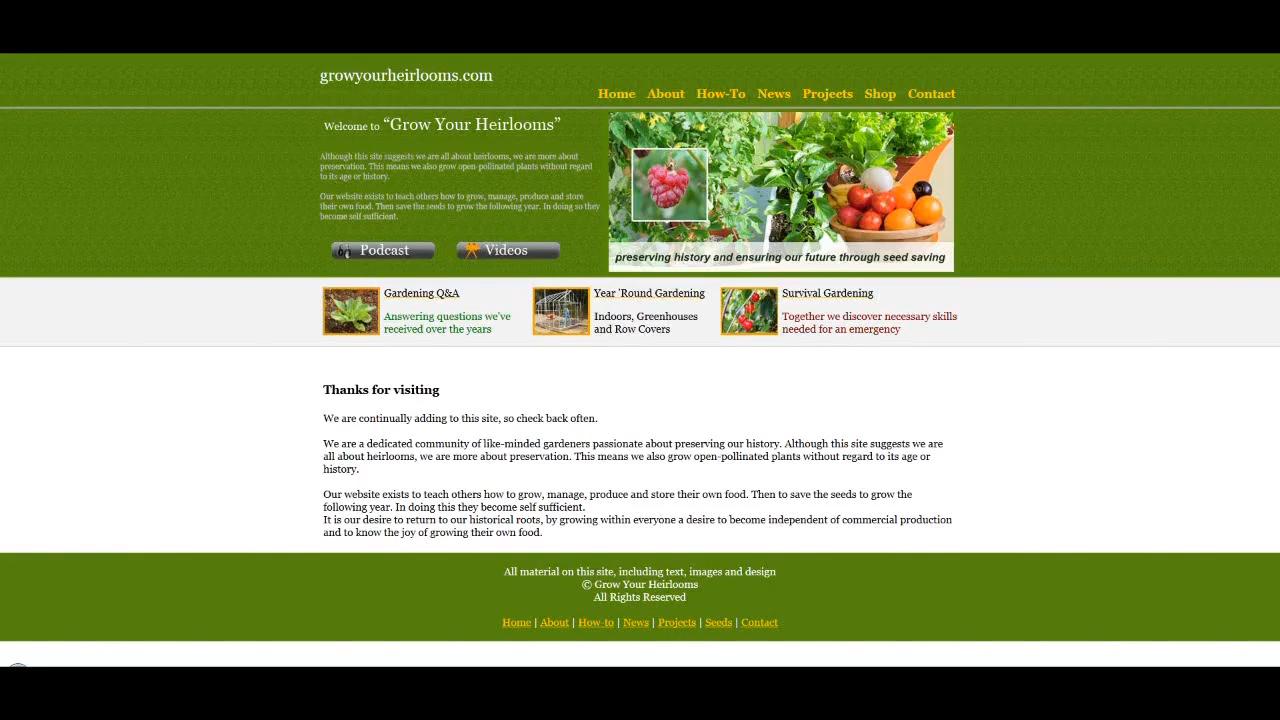 growyourheirlooms.com
Home About How-To News Projects Shop Contact
Welcome to “Grow Your Heirlooms”
Although this site suggests we are all about heirlooms, we are more about
preservation. This means we also grow open-pollinated plants without regard
to its age or history.
Our website exists to teach others how to grow, manage, produce and store
their own food. Then save the seeds to grow the following year. In doing so they
become self sufficient.
Podcast Videos
preserving history and ensuring our future through seed saving
Gardening Q&A
Answering questions we've
received over the years
Year 'Round Gardening
Indoors, Greenhouses
and Row Covers
Survival Gardening
Together we discover necessary skills
needed for an emergency
Thanks for visiting
We are continually adding to this site, so check back often.
We are a dedicated community of like-minded gardeners passionate about preserving our history. Although this site suggests we are
all about heirlooms, we are more about preservation. This means we also grow open-pollinated plants without regard to its age or
history.
Our website exists to teach others how to grow, manage, produce and store their own food. Then to save the seeds to grow the
following year. In doing this they become self sufficient.
It is our desire to return to our historical roots, by growing within everyone a desire to become independent of commercial production
and to know the joy of growing their own food.
All material on this site, including text, images and design
© Grow Your Heirlooms
All Rights Reserved
Home | About | How-to | News | Projects | Seeds | Contact